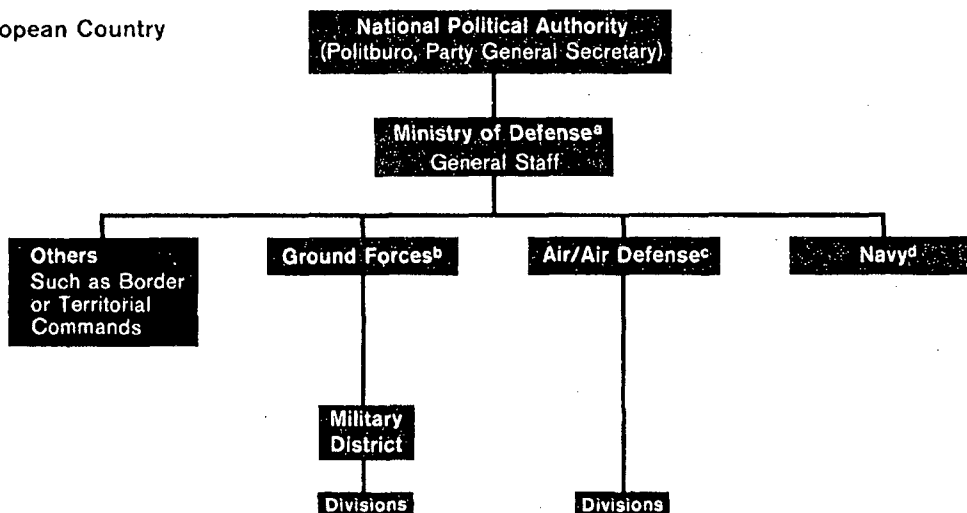 opean Country
National Political Authority
(Politburo, Party General Secretary)
Ministry of Defenseᵃ
General Staff
Others
Such as Border
or Territorial
Commands
Ground Forcesᵇ
Air/Air Defenseᶜ
Navyᵈ
Military
District
Divisions
Divisions